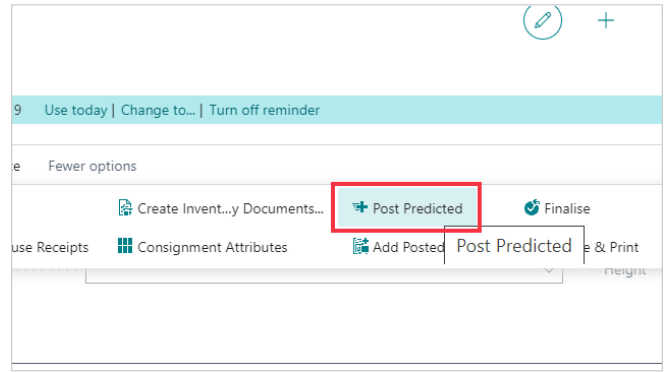 9 Use today | Change to... | Turn off reminder
Fewer options
Create Invent...y Documents... Post Predicted Finalise
use Receipts Consignment Attributes Add Posted Post Predicted & Print
Height